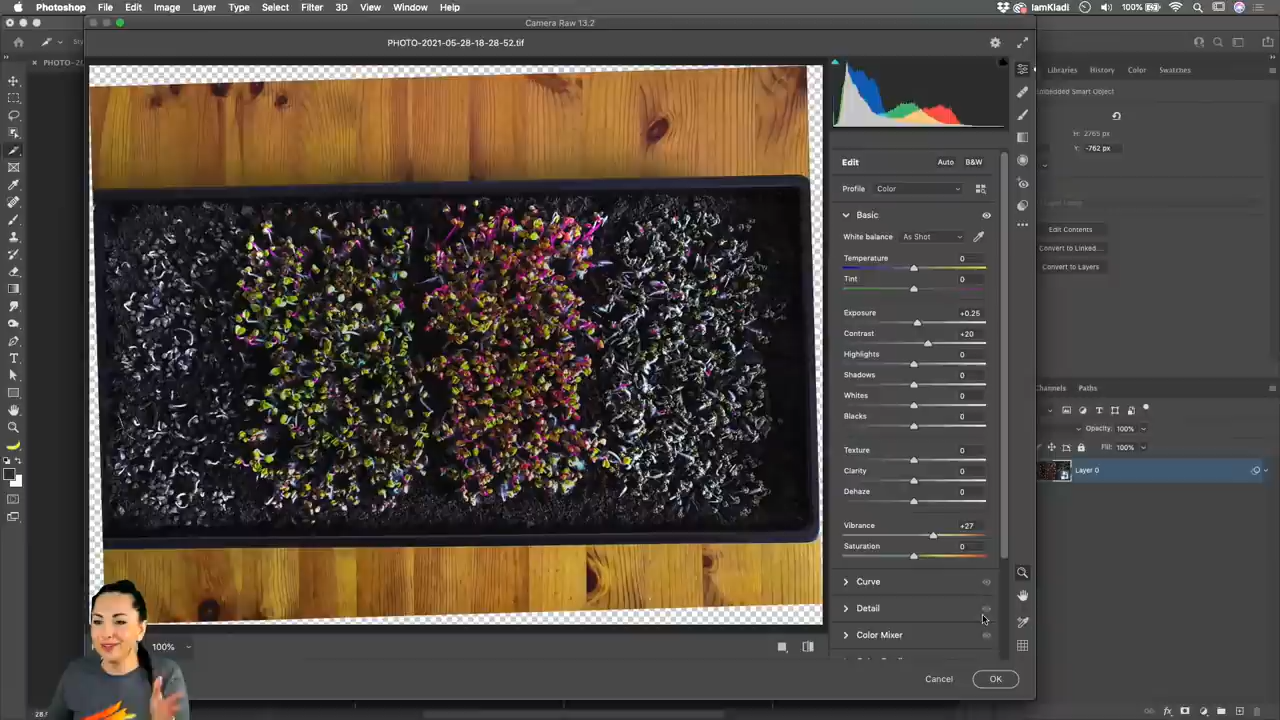 Photoshop File Edit Image Layer Type Select Filter 3D View Window Help 100% IamKladi
Camera Raw 13.2
PHOTO-2021-05-28-18-28-52.tif
PHOTO-2
Libraries History Color Swatches
Embedded Smart Object
H: 2765 px
Y: -762 px
Edit Auto B&W
Profile Color
Basic
White balance As Shot
Edit Contents
Convert to Linked...
Convert to Layers
Temperature 0
Tint 0
Exposure +0.25
Contrast +20
Highlights 0
Shadows 0
Whites 0
Blacks 0
Texture 0
Clarity 0
Dehaze 0
Vibrance +27
Saturation 0
Curve
Detail
Color Mixer
Channels Paths
Opacity: 100%
Fill: 100%
Layer 0
100%
Cancel OK